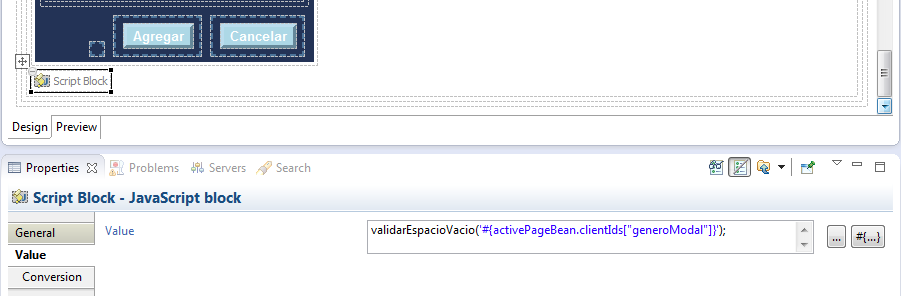 Agregar Cancelar
Script Block
Design Preview
Properties Problems Servers Search
Script Block - JavaScript block
General
Value
Conversion
Value
validarEspacioVacio('#{activePageBean.clientIds["generoModal"]}');
... #{...}